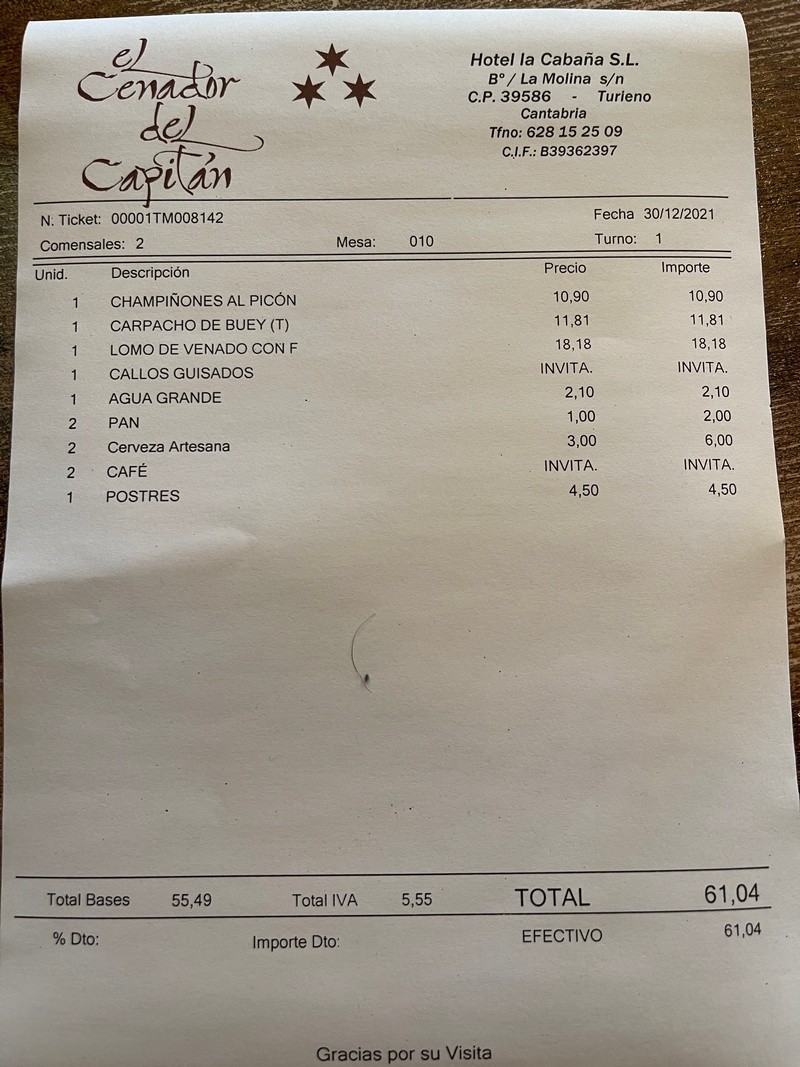 el
Cenador
del
Capitán
Hotel la Cabaña S.L.
Bº / La Molina s/n
C.P. 39586 - Turieno
Cantabria
Tfno: 628 15 25 09
C.I.F.: B39362397
N. Ticket: 00001TM008142 Fecha 30/12/2021
Comensales: 2 Mesa: 010 Turno: 1
Unid. Descripción Precio Importe
1 CHAMPIÑONES AL PICÓN 10,90 10,90
1 CARPACHO DE BUEY (T) 11,81 11,81
1 LOMO DE VENADO CON F 18,18 18,18
1 CALLOS GUISADOS INVITA. INVITA.
1 AGUA GRANDE 2,10 2,10
2 PAN 1,00 2,00
2 Cerveza Artesana 3,00 6,00
2 CAFÉ INVITA. INVITA.
1 POSTRES 4,50 4,50
Total Bases 55,49 Total IVA 5,55 TOTAL 61,04
% Dto: Importe Dto: EFECTIVO 61,04
Gracias por su Visita